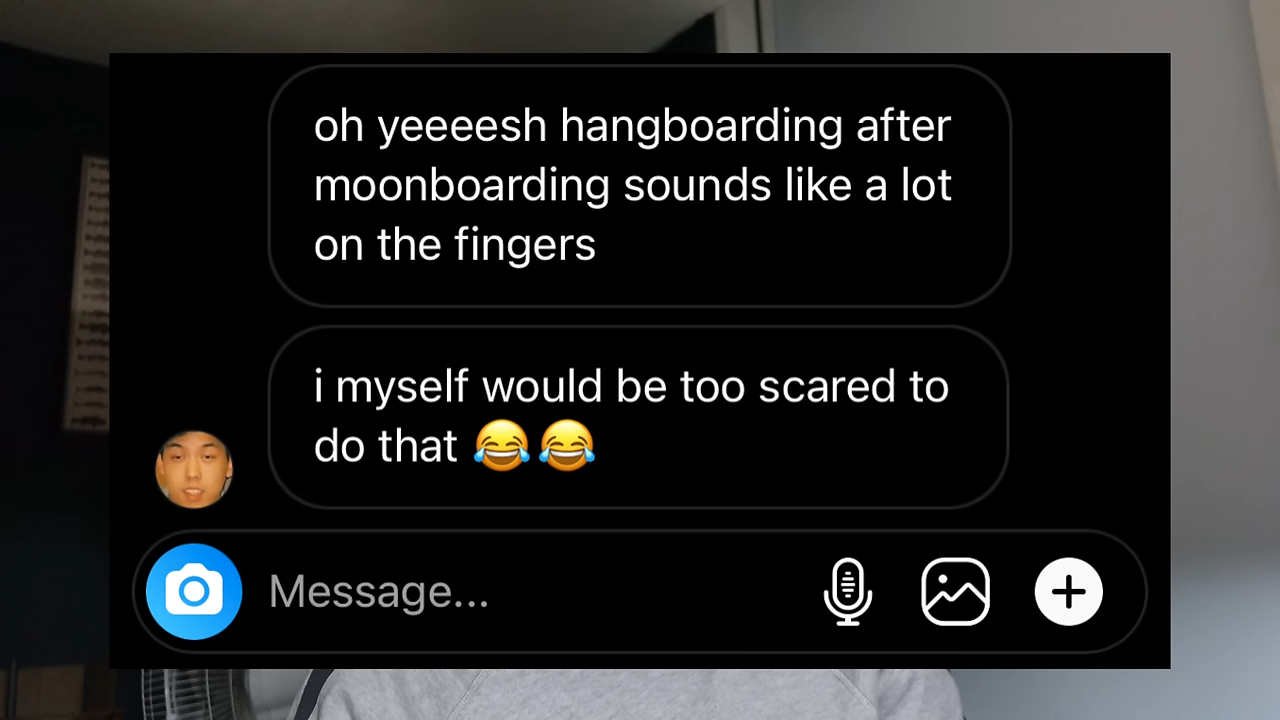 oh yeeeesh hangboarding after
moonboarding sounds like a lot
on the fingers
i myself would be too scared to
do that 😂😂
Message...